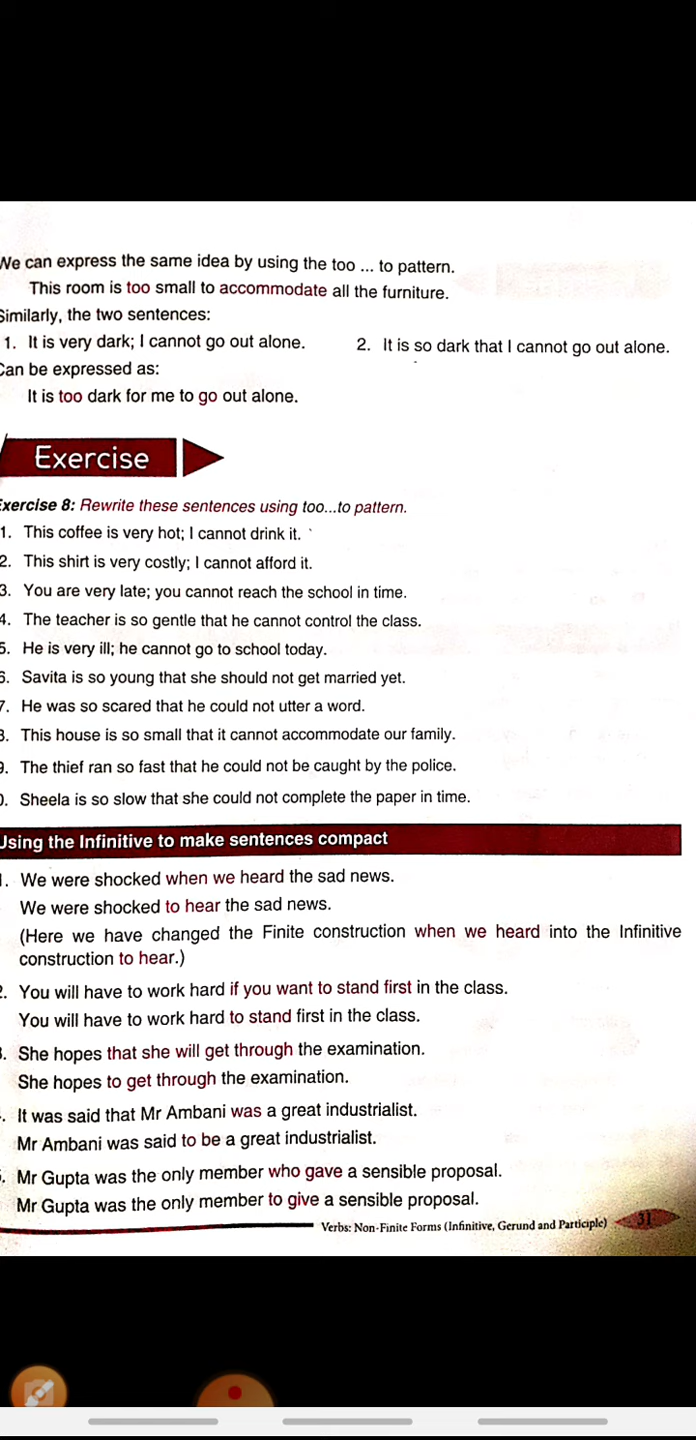 We can express the same idea by using the too ... to pattern.
This room is too small to accommodate all the furniture.
Similarly, the two sentences:
1. It is very dark; I cannot go out alone. 2. It is so dark that I cannot go out alone.
Can be expressed as:
It is too dark for me to go out alone.
Exercise
Exercise 8: Rewrite these sentences using too...to pattern.
1. This coffee is very hot; I cannot drink it.
2. This shirt is very costly; I cannot afford it.
3. You are very late; you cannot reach the school in time.
4. The teacher is so gentle that he cannot control the class.
5. He is very ill; he cannot go to school today.
6. Savita is so young that she should not get married yet.
7. He was so scared that he could not utter a word.
8. This house is so small that it cannot accommodate our family.
9. The thief ran so fast that he could not be caught by the police.
0. Sheela is so slow that she could not complete the paper in time.
Using the Infinitive to make sentences compact
1. We were shocked when we heard the sad news.
We were shocked to hear the sad news.
(Here we have changed the Finite construction when we heard into the Infinitive
construction to hear.)
2. You will have to work hard if you want to stand first in the class.
You will have to work hard to stand first in the class.
3. She hopes that she will get through the examination.
She hopes to get through the examination.
. It was said that Mr Ambani was a great industrialist.
Mr Ambani was said to be a great industrialist.
. Mr Gupta was the only member who gave a sensible proposal.
Mr Gupta was the only member to give a sensible proposal.
Verbs: Non-Finite Forms (Infinitive, Gerund and Participle) 31